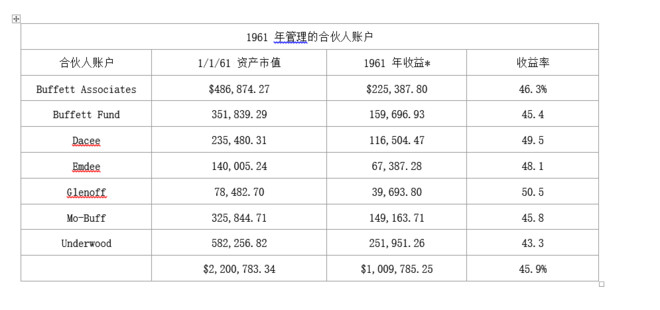 1961 年管理的合伙人账户
合伙人账户 1/1/61 资产市值 1961 年收益* 收益率
Buffett Associates $486,874.27 $225,387.80 46.3%
Buffett Fund 351,839.29 159,696.93 45.4
Dacee 235,480.31 116,504.47 49.5
Emdee 140,005.24 67,387.28 48.1
Glenoff 78,482.70 39,693.80 50.5
Mo-Buff 325,844.71 149,163.71 45.8
Underwood 582,256.82 251,951.26 43.3
$2,200,783.34 $1,009,785.25 45.9%